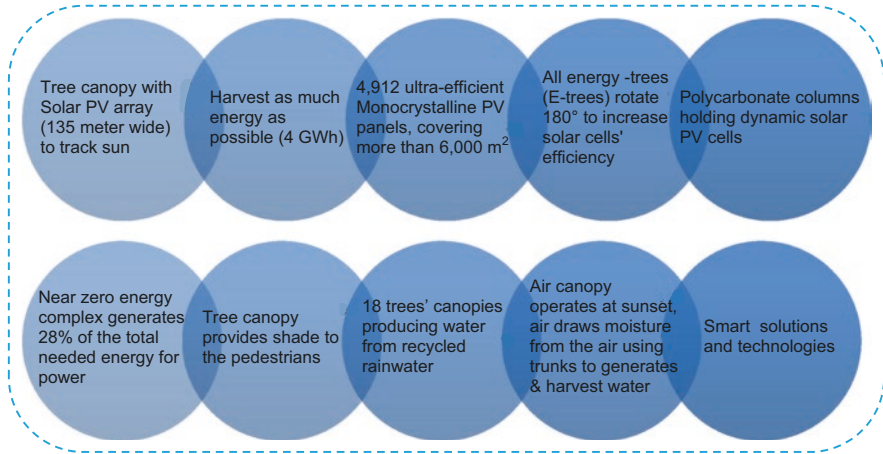 Tree canopy with
Solar PV array
(135 meter wide)
to track sun
Harvest as much
energy as
possible (4 GWh)
4,912 ultra-efficient
Monocrystalline PV
panels, covering
more than 6,000 m²
All energy -trees
(E-trees) rotate
180° to increase
solar cells'
efficiency
Polycarbonate columns
holding dynamic solar
PV cells
Near zero energy
complex generates
28% of the total
needed energy for
power
Tree canopy
provides shade to
the pedestrians
18 trees’ canopies
producing water
from recycled
rainwater
Air canopy
operates at sunset,
air draws moisture
from the air using
trunks to generates
& harvest water
Smart solutions
and technologies